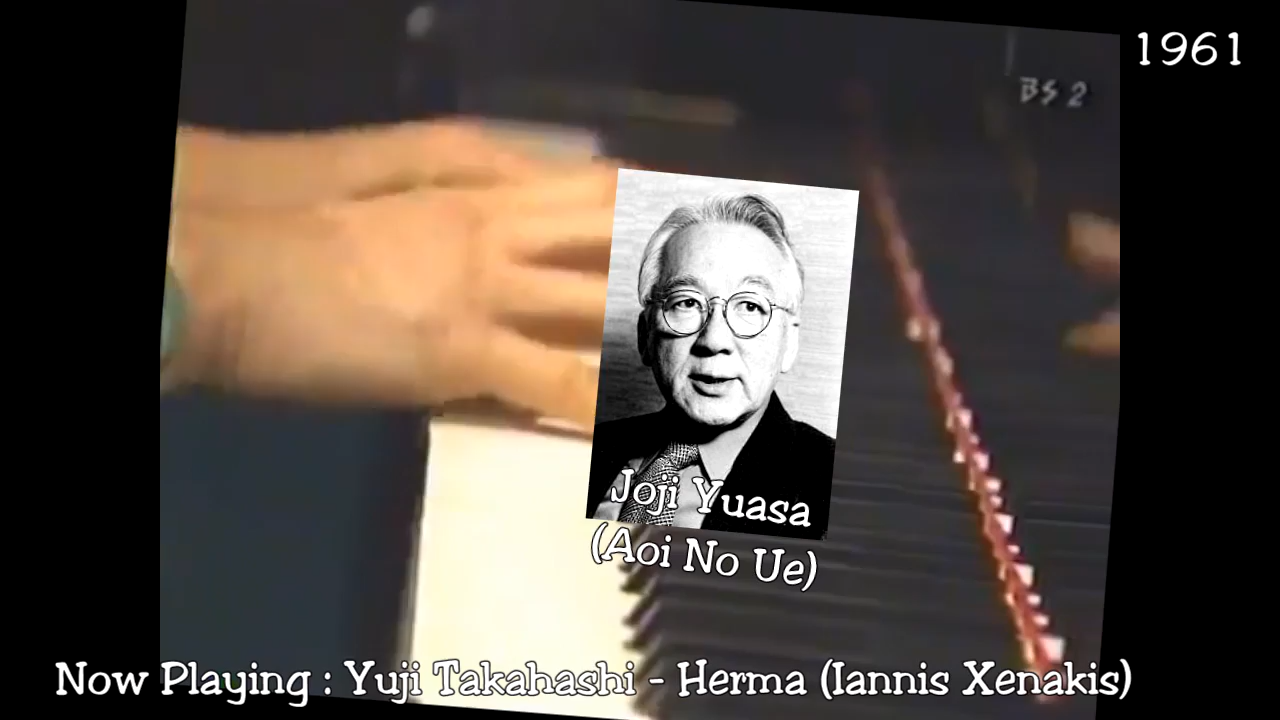 1961
BS 2
Joji Yuasa
(Aoi No Ue)
Now Playing : Yuji Takahashi - Herma (Iannis Xenakis)